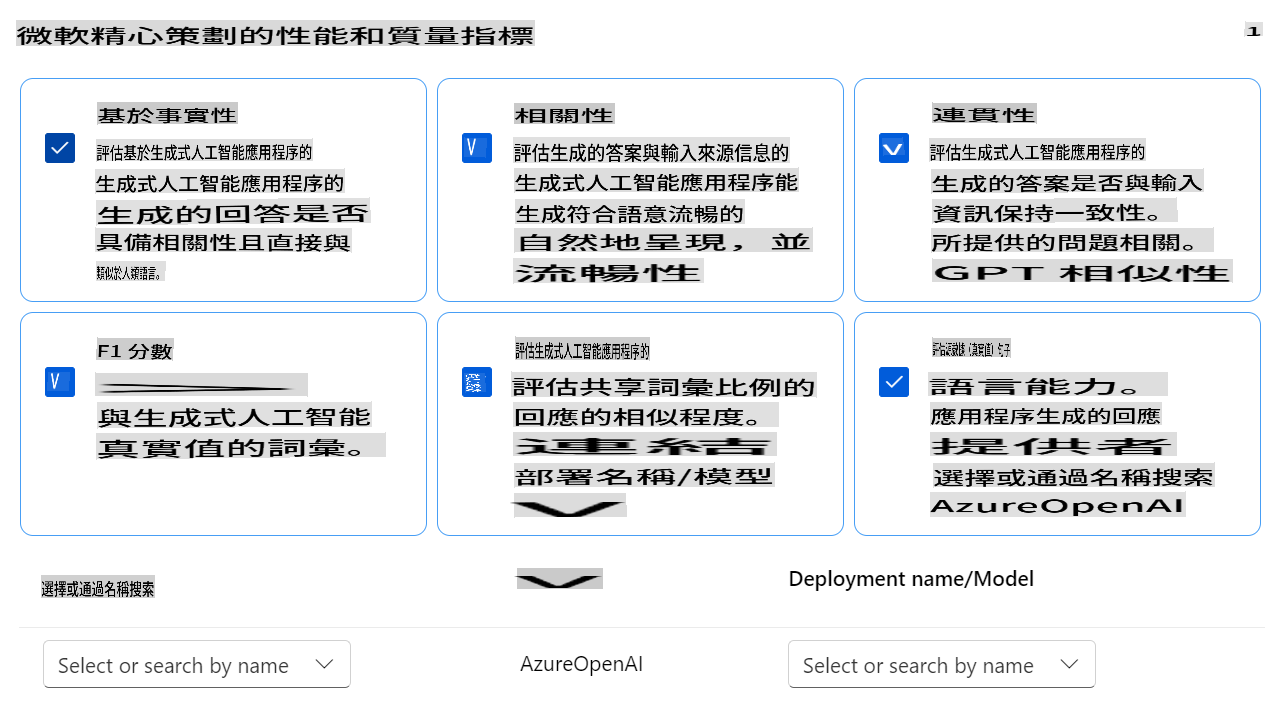 微軟精心策劃的性能和質量指標
1
基於事實性
評估基於生成式人工智能應用程序的
生成式人工智能應用程序的
生成的回答是否
具備相關性且直接與
類似於人類語言。
V
相關性
評估生成的答案與輸入來源信息的
生成式人工智能應用程序能
生成符合語意流暢的
自然地呈現，並
流暢性
連貫性
評估生成式人工智能應用程序的
生成的答案是否與輸入
資訊保持一致性。
所提供的問題相關。
GPT 相似性
V
F1 分數
與生成式人工智能
真實值的詞彙。
評估生成式人工智能應用程序的
評估共享詞彙比例的
回應的相似程度。
連結
部署名稱/模型
語言能力。
應用程序生成的回應
提供者
選擇或通過名稱搜索
AzureOpenAI
選擇或通過名稱搜索
Deployment name/Model
Select or search by name
AzureOpenAI
Select or search by name